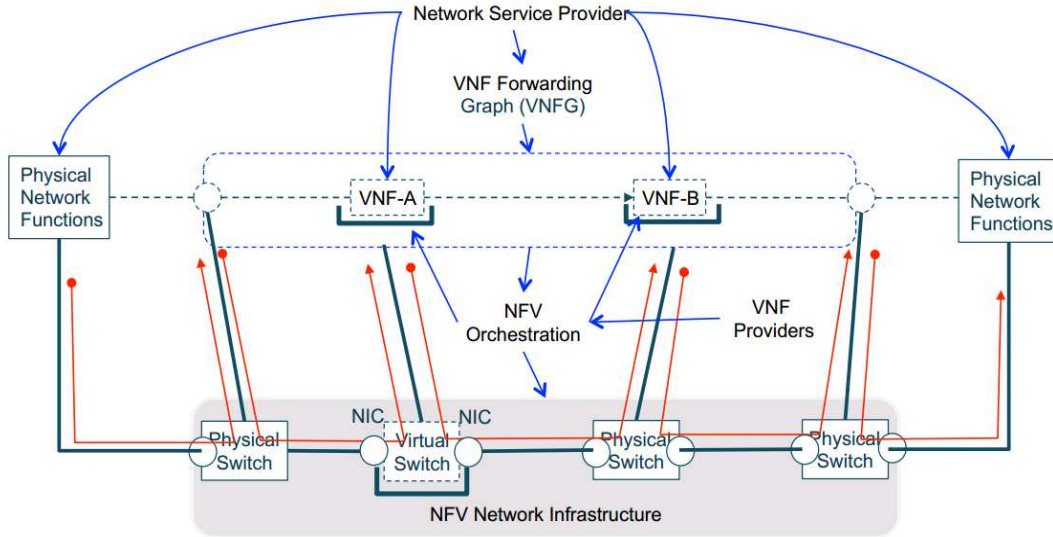 Network Service Provider
VNF Forwarding
Graph (VNFG)
Physical
Network
Functions
VNF-A
VNF-B
Physical
Network
Functions
NFV
Orchestration
VNF
Providers
NIC
NIC
Physical
Switch
Virtual
Switch
Physical
Switch
Physical
Switch
NFV Network Infrastructure